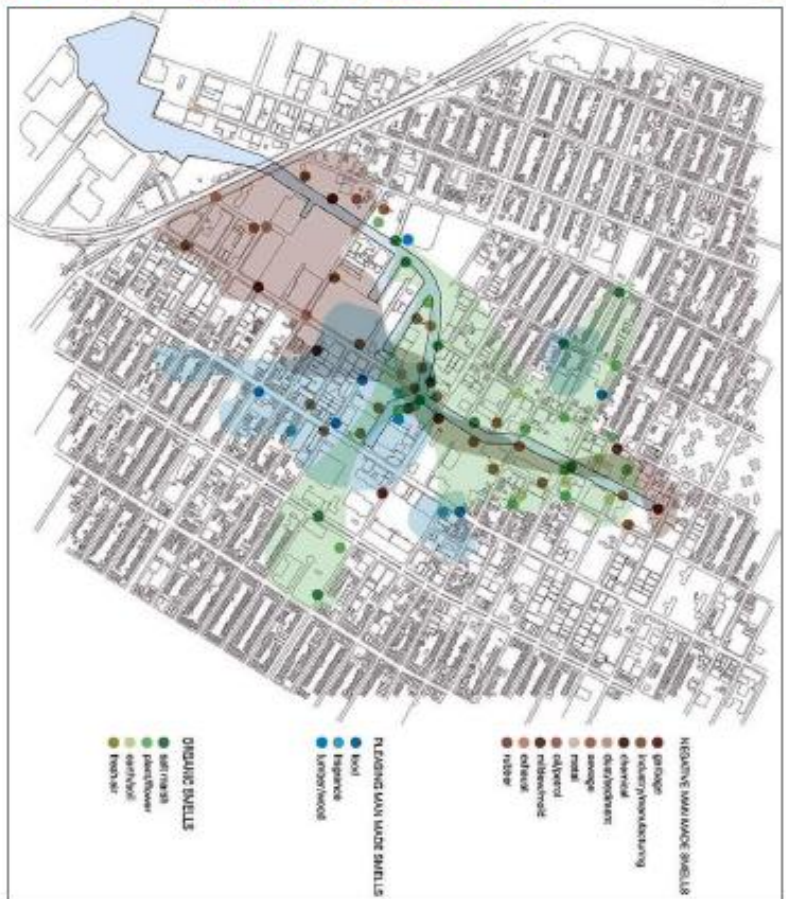 NEGATIVE MAN MADE SMELLS
garbage
industry/manufacturing
chemical
dust/sediment
sewage
metal
oil/petrol
mildew/mold
exhaust
rubber
PLEASING MAN MADE SMELLS
food
fragrance
lumber/wood
ORGANIC SMELLS
salt marsh
plant/flower
earth/soil
fresh air